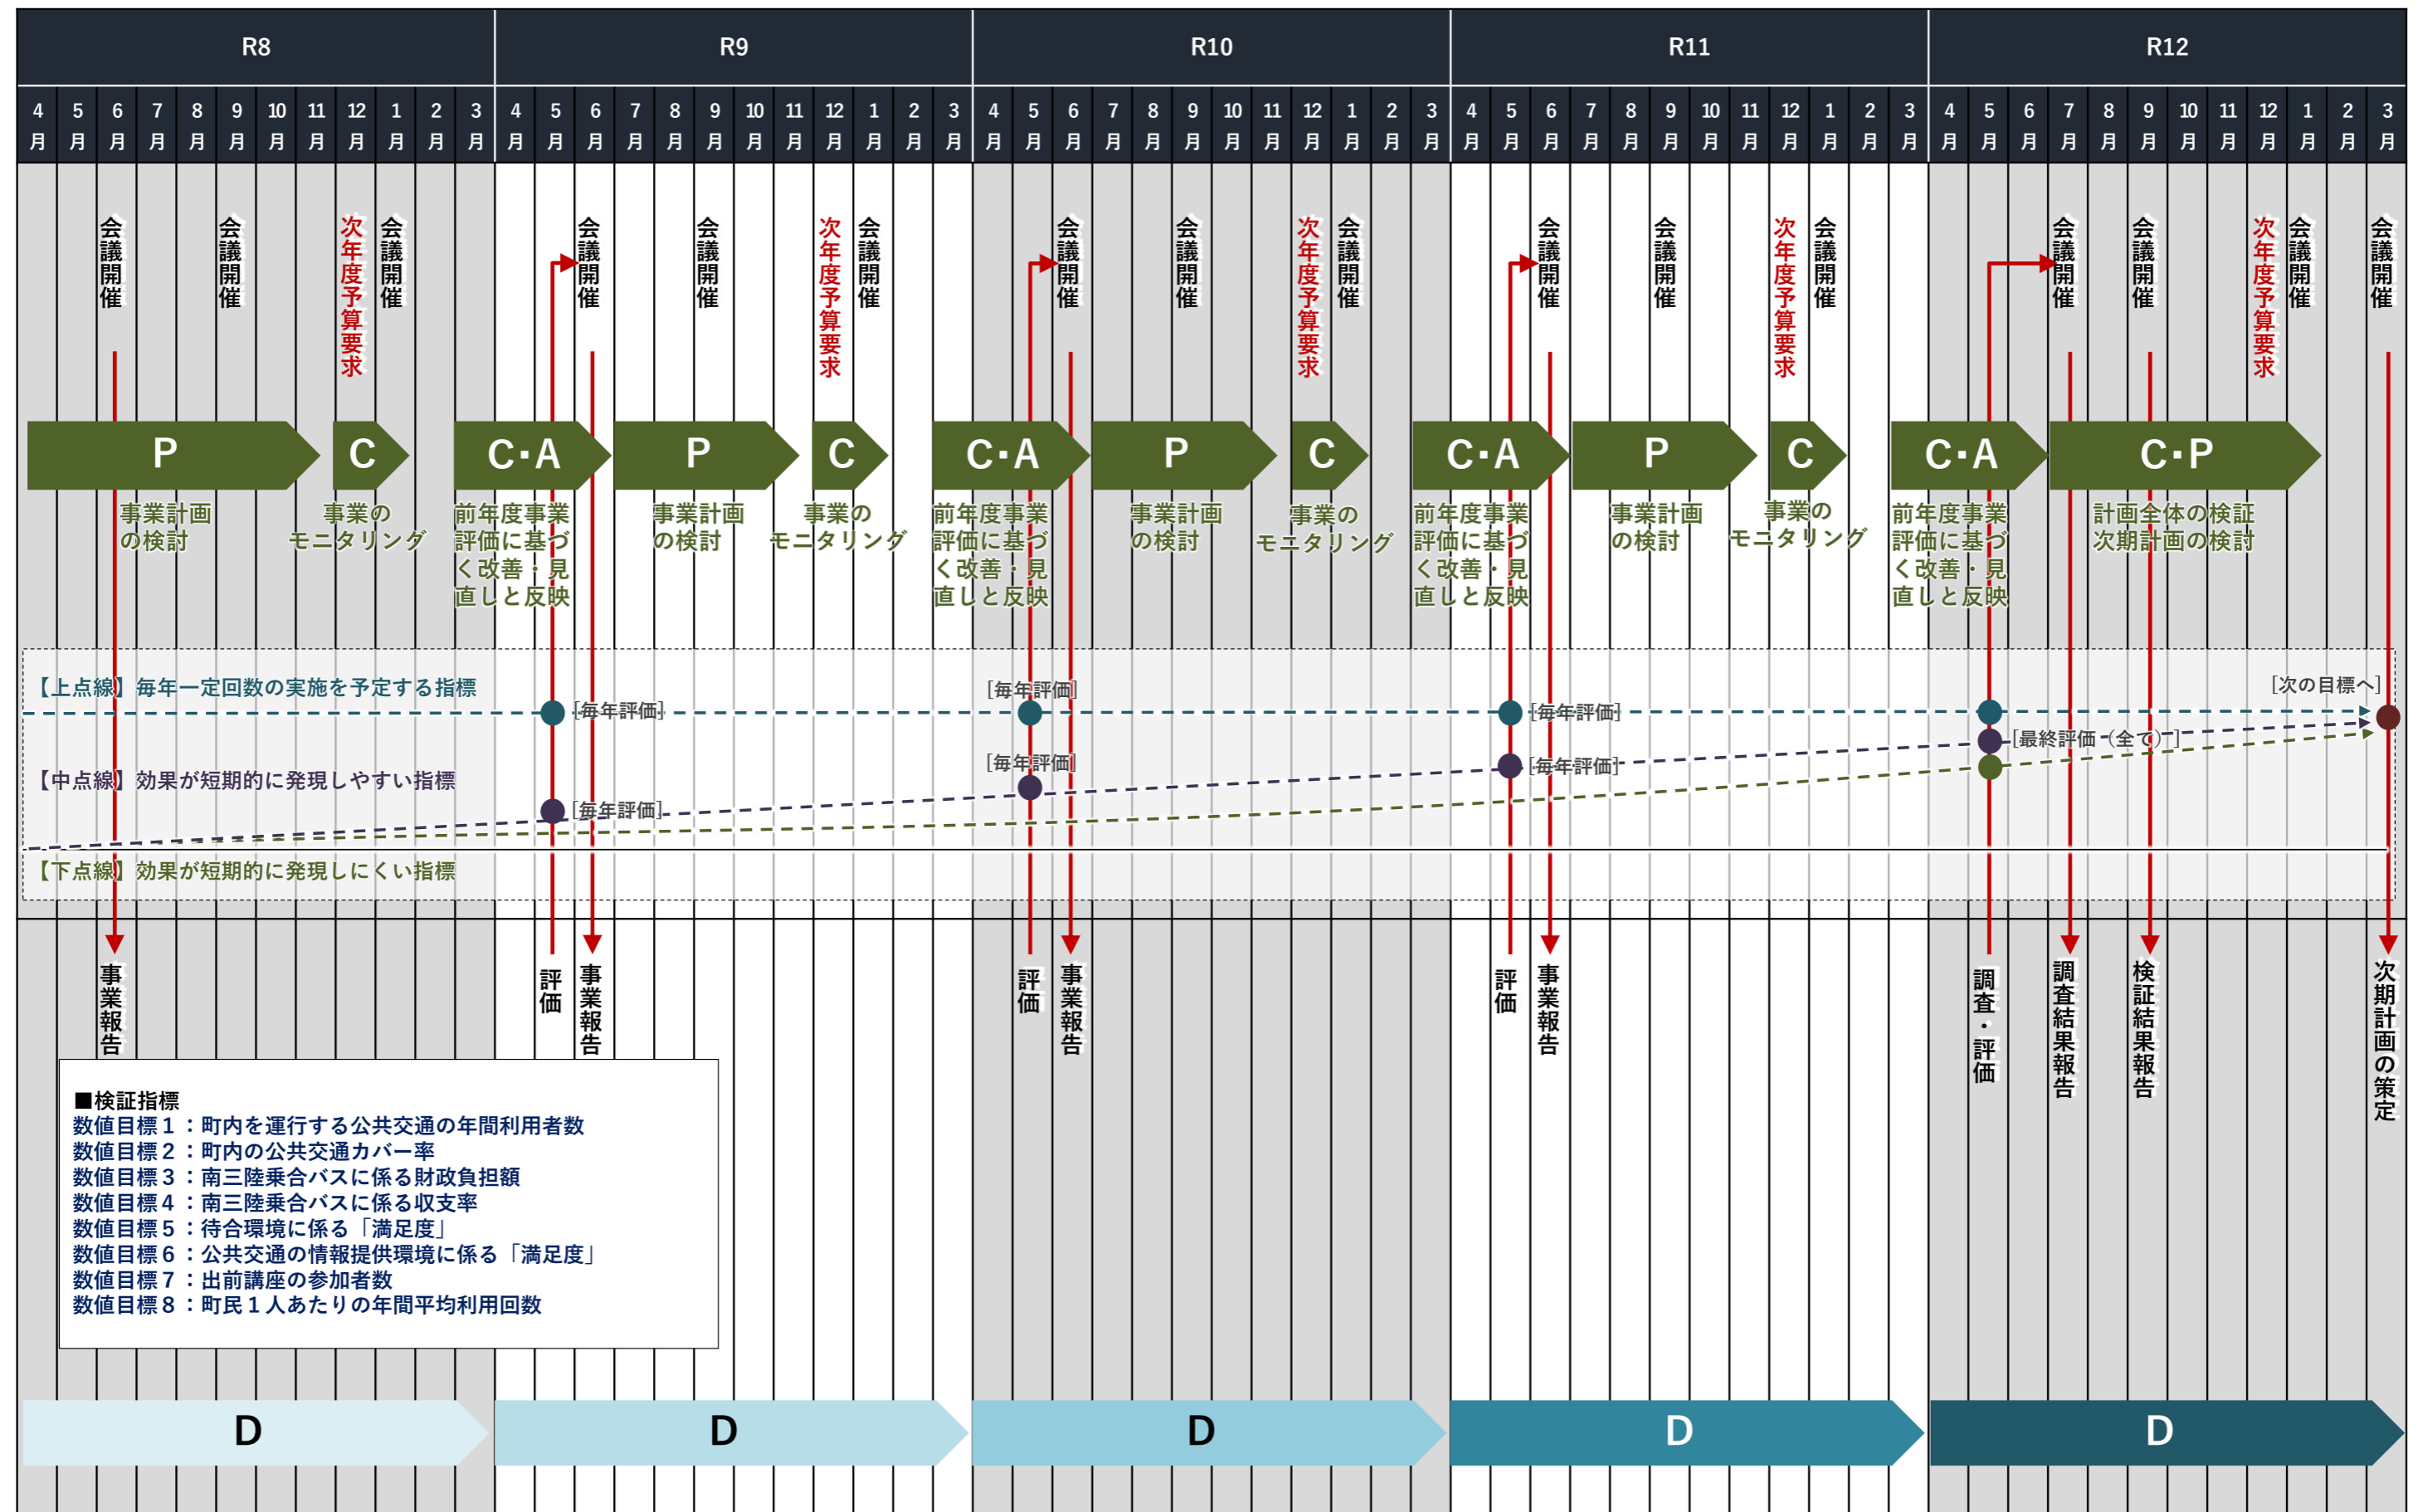 R8 R9 R10 R11 R12
4月 5月 6月 7月 8月 9月 10月 11月 12月 1月 2月 3月 4月 5月 6月 7月 8月 9月 10月 11月 12月 1月 2月 3月 4月 5月 6月 7月 8月 9月 10月 11月 12月 1月 2月 3月 4月 5月 6月 7月 8月 9月 10月 11月 12月 1月 2月 3月 4月 5月 6月 7月 8月 9月 10月 11月 12月 1月 2月 3月
会議開催
会議開催
次年度予算要求
会議開催
会議開催
会議開催
次年度予算要求
会議開催
会議開催
会議開催
次年度予算要求
会議開催
会議開催
会議開催
次年度予算要求
会議開催
会議開催
会議開催
次年度予算要求
会議開催
会議開催
P
C
C・A
P
C
C・A
P
C
C・A
P
C
C・A
C・P
事業計画
の検討
事業の
モニタリング
前年度事業
評価に基づ
く改善・見
直しと反映
事業計画
の検討
事業の
モニタリング
前年度事業
評価に基づ
く改善・見
直しと反映
事業計画
の検討
事業の
モニタリング
前年度事業
評価に基づ
く改善・見
直しと反映
事業計画
の検討
事業の
モニタリング
前年度事業
評価に基づ
く改善・見
直しと反映
計画全体の検証
次期計画の検討
【上点線】毎年一定回数の実施を予定する指標
[毎年評価]
[毎年評価]
[毎年評価]
[次の目標へ]
【中点線】効果が短期的に発現しやすい指標
[毎年評価]
[毎年評価]
[毎年評価]
[最終評価（全て）]
【下点線】効果が短期的に発現しにくい指標
事業報告
評価
事業報告
評価
事業報告
評価
事業報告
調査・評価
調査結果報告
検証結果報告
次期計画の策定
■検証指標
数値目標１：町内を運行する公共交通の年間利用者数
数値目標２：町内の公共交通カバー率
数値目標３：南三陸乗合バスに係る財政負担額
数値目標４：南三陸乗合バスに係る収支率
数値目標５：待合環境に係る「満足度」
数値目標６：公共交通の情報提供環境に係る「満足度」
数値目標７：出前講座の参加者数
数値目標８：町民１人あたりの年間平均利用回数
D
D
D
D
D